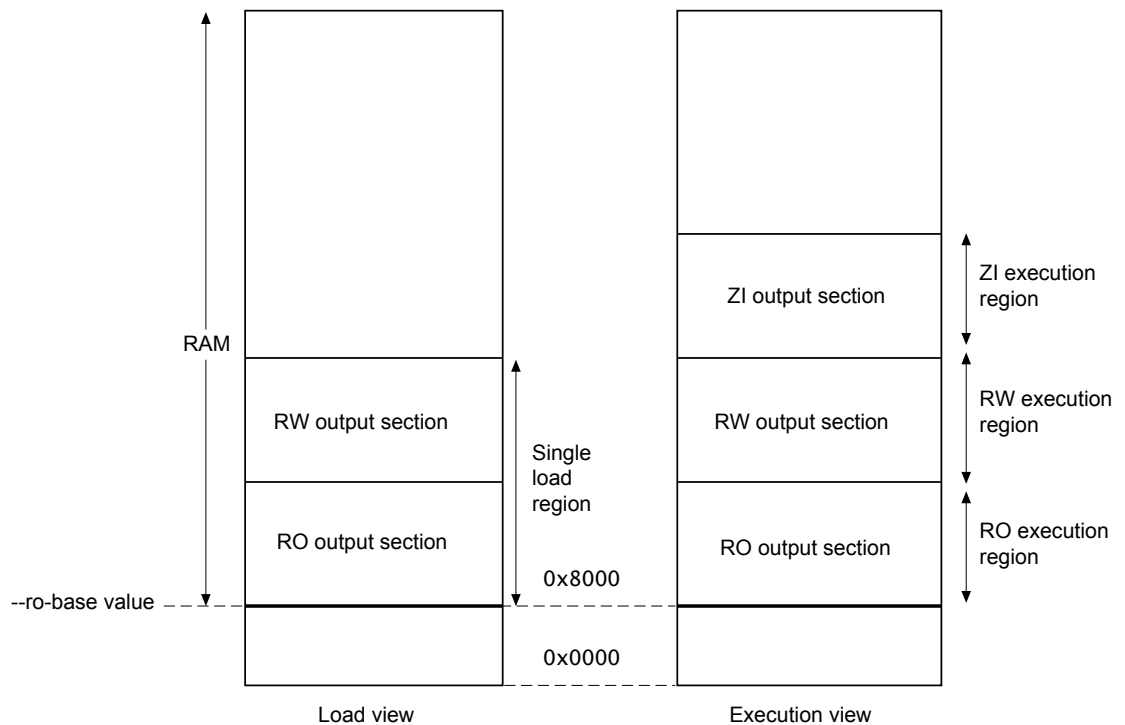 ZI output section
ZI execution
region
RAM
RW output section
Single
load
region
RW output section
RW execution
region
RO output section
RO output section
RO execution
region
0x8000
--ro-base value
0x0000
Load view
Execution view